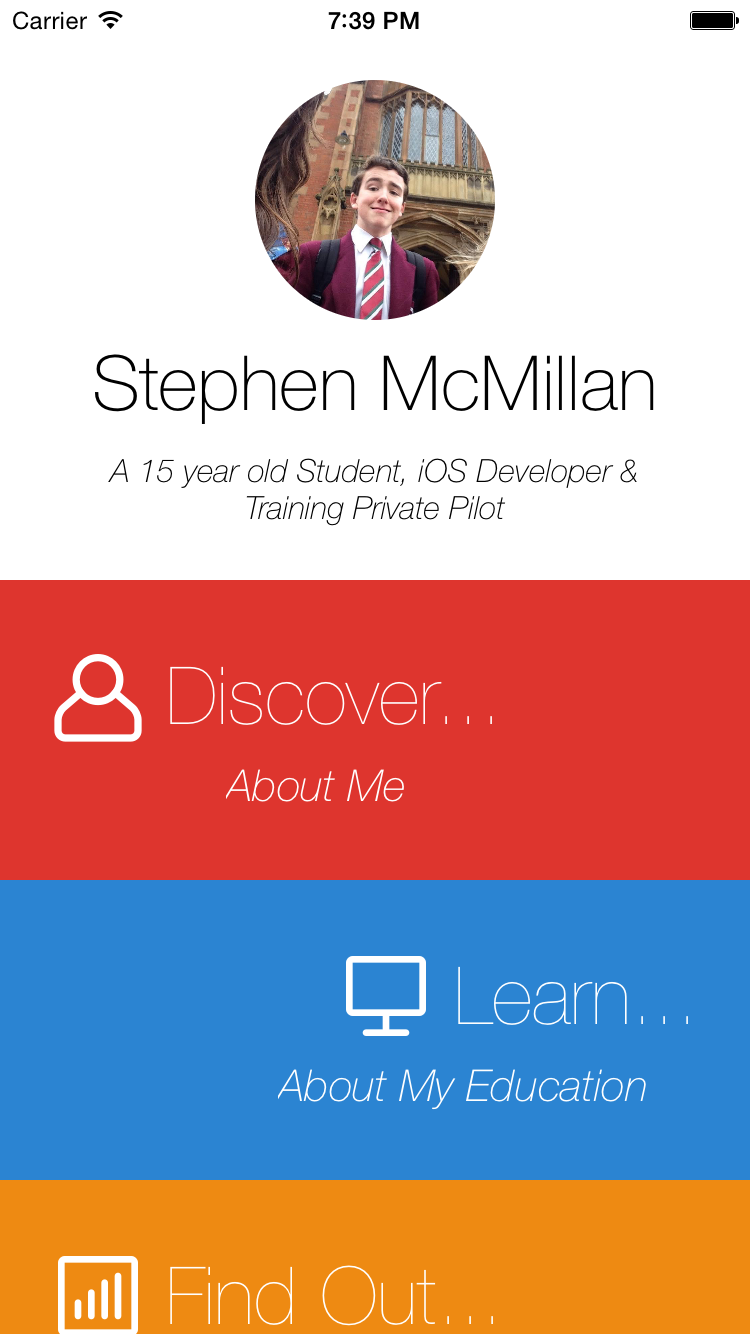 Carrier 7:39 PM
Stephen McMillan
A 15 year old Student, iOS Developer &
Training Private Pilot
Discover...
About Me
Learn...
About My Education
Find Out...